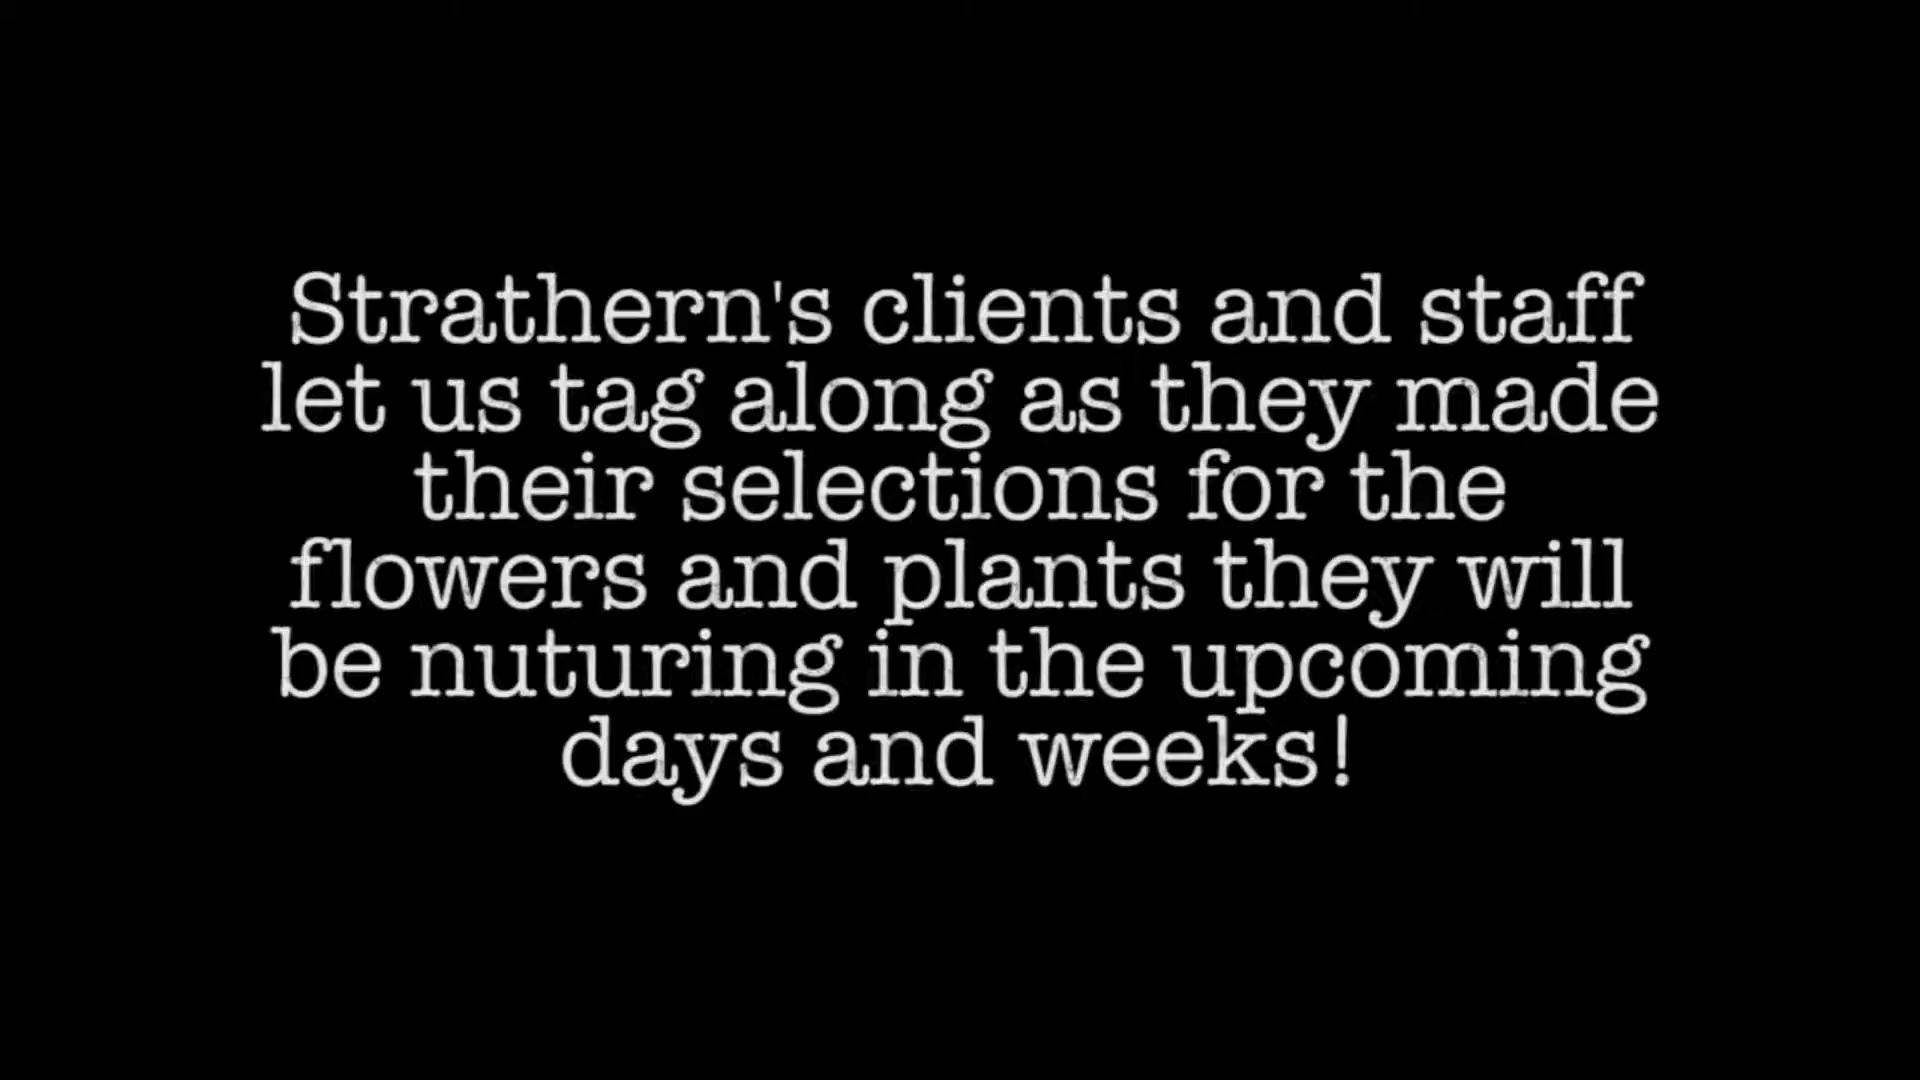 Strathern's clients and staff
let us tag along as they made
their selections for the
flowers and plants they will
be nuturing in the upcoming
days and weeks!